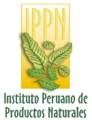 IPPN
Instituto Peruano de
Productos Naturales